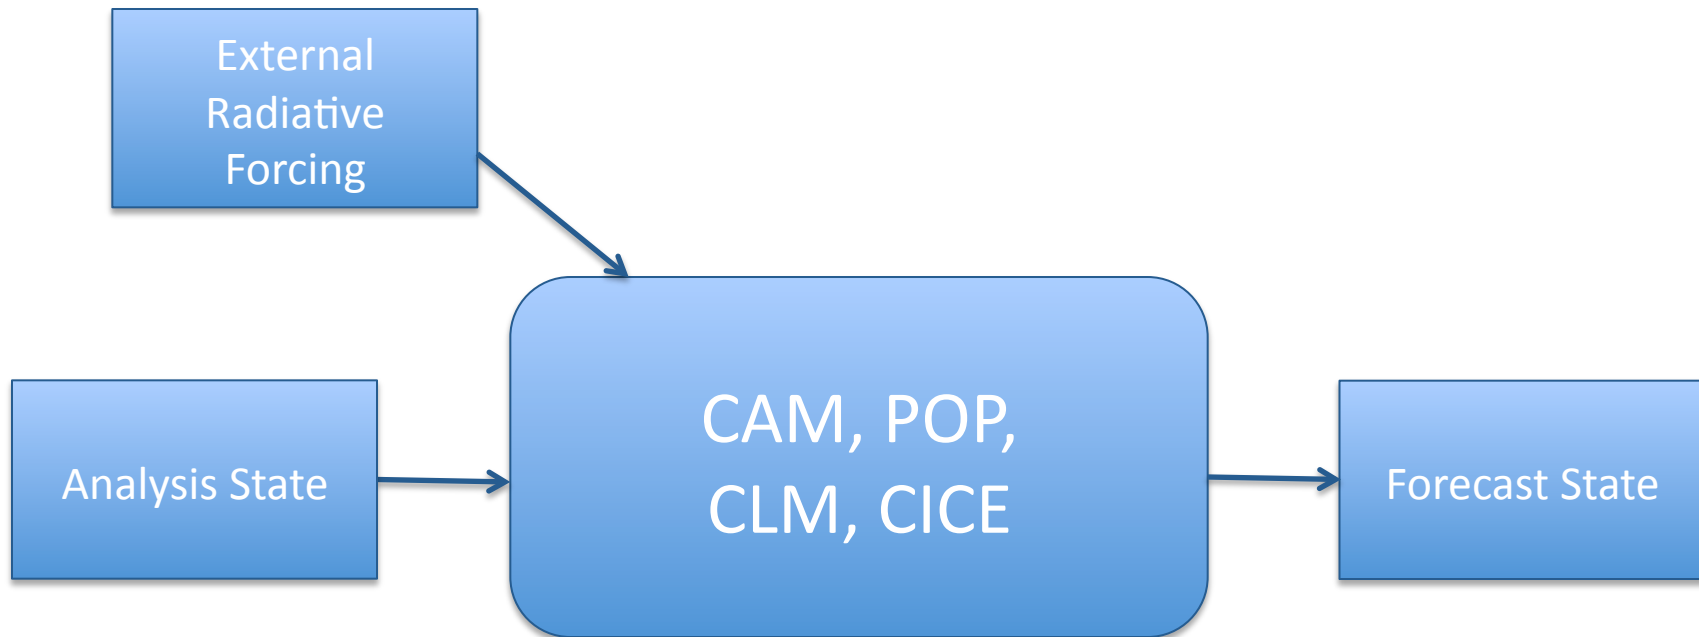 External
Radiative
Forcing
Analysis State
CAM, POP,
CLM, CICE
Forecast State